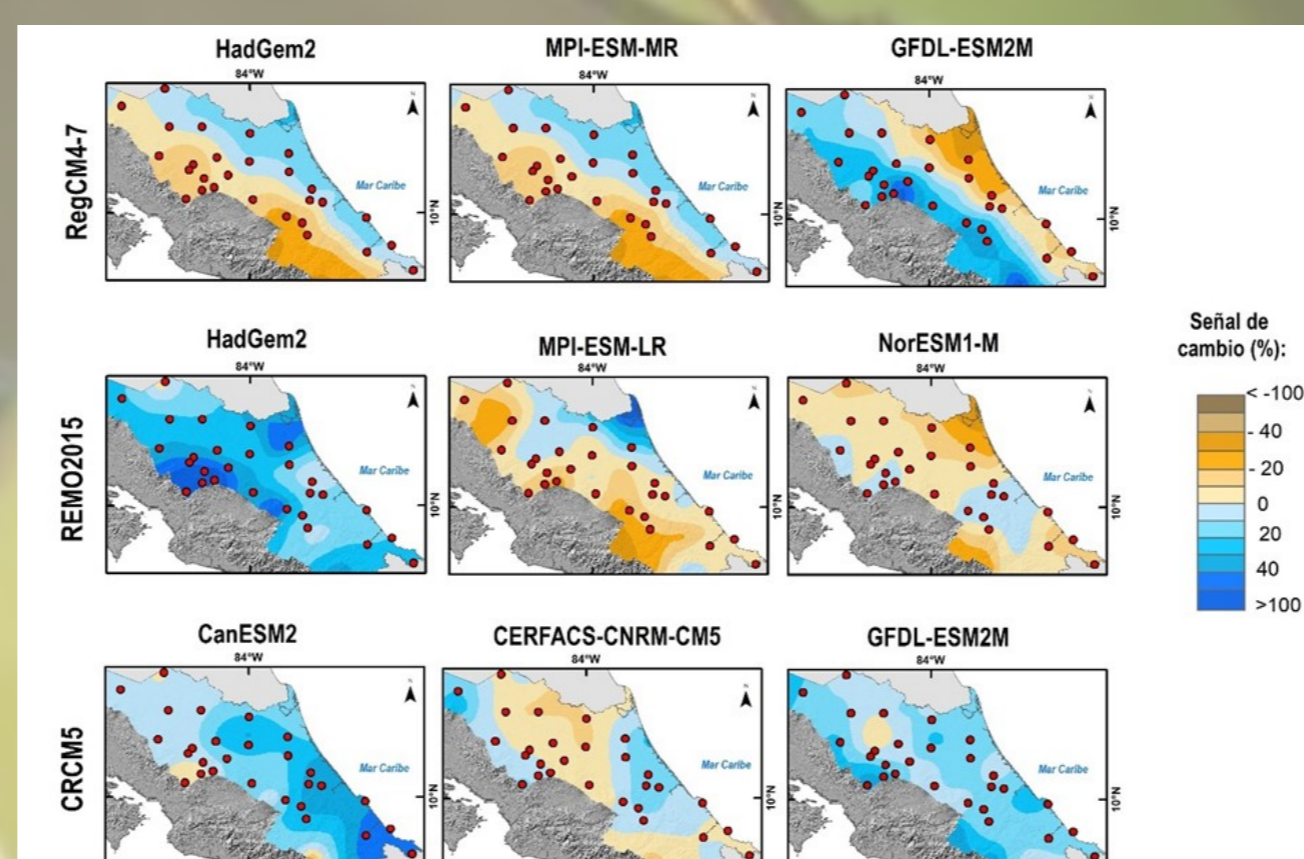 HadGem2
MPI-ESM-MR
GFDL-ESM2M
84°W
84°W
84°W
RegCM4-7
N
N
N
Mar Caribe
Mar Caribe
Mar Caribe
10°N
10°N
10°N
Señal de
cambio (%):
< -100
- 40
- 20
0
20
40
>100
HadGem2
MPI-ESM-LR
NorESM1-M
84°W
84°W
84°W
REMO2015
N
N
N
Mar Caribe
Mar Caribe
Mar Caribe
10°N
10°N
10°N
CanESM2
CERFACS-CNRM-CM5
GFDL-ESM2M
84°W
84°W
84°W
CRCM5
N
N
N
Mar Caribe
Mar Caribe
Mar Caribe
10°N
10°N
10°N